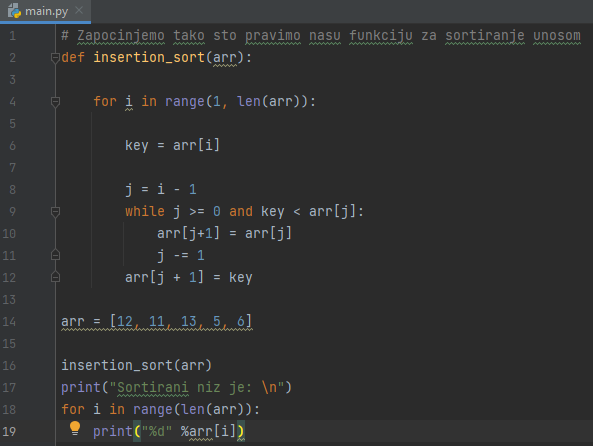 main.py
1 # Zapocinjemo tako sto pravimo nasu funkciju za sortiranje unosom
2 def insertion_sort(arr):
3
4     for i in range(1, len(arr)):
5
6         key = arr[i]
7
8         j = i - 1
9         while j >= 0 and key < arr[j]:
10             arr[j+1] = arr[j]
11             j -= 1
12         arr[j + 1] = key
13
14 arr = [12, 11, 13, 5, 6]
15
16 insertion_sort(arr)
17 print("Sortirani niz je: \n")
18 for i in range(len(arr)):
19     print("%d" %arr[i])